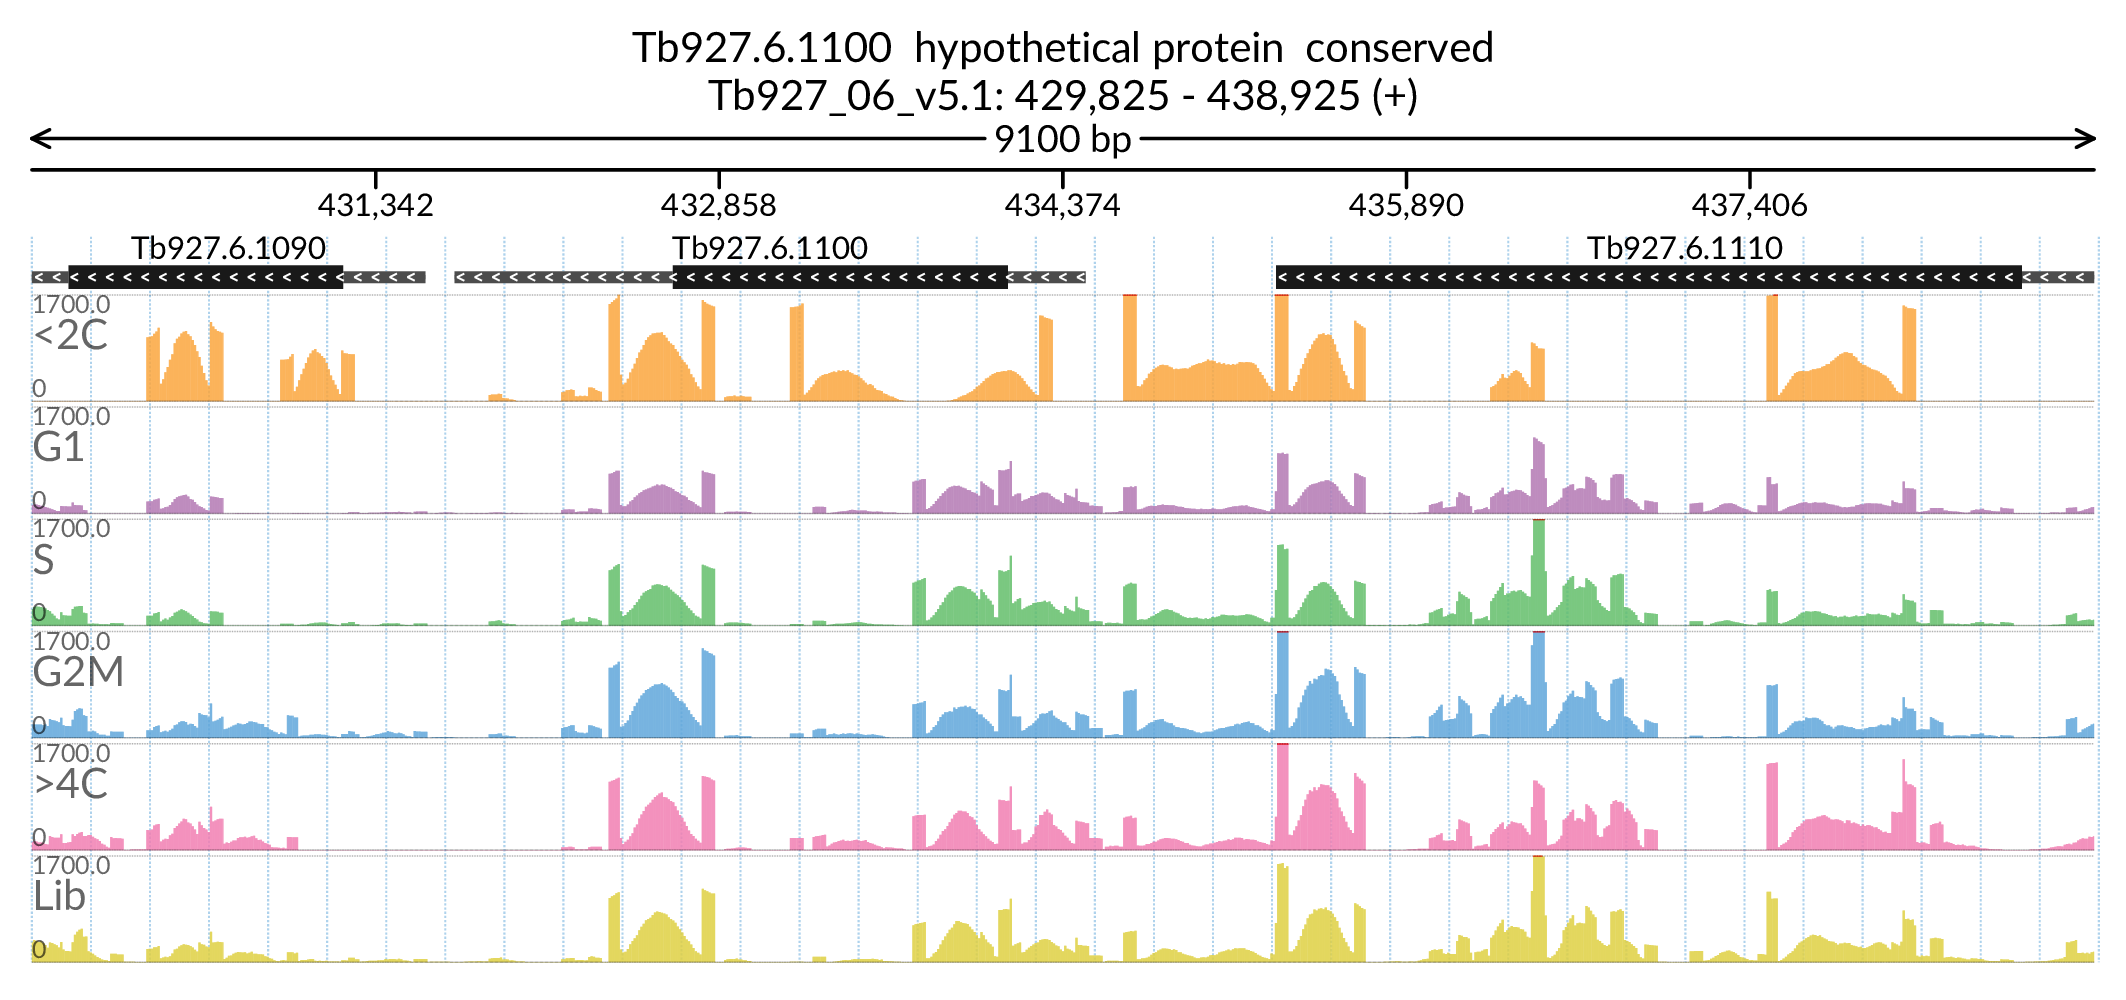 Tb927.6.1100  hypothetical protein  conserved
Tb927_06_v5.1: 429,825 - 438,925 (+)
9100 bp
431,342 432,858 434,374 435,890 437,406
Tb927.6.1090 Tb927.6.1100 Tb927.6.1110
1700.0
<2C
0
1700.0
G1
0
1700.0
S
0
1700.0
G2M
0
1700.0
>4C
0
1700.0
Lib
0